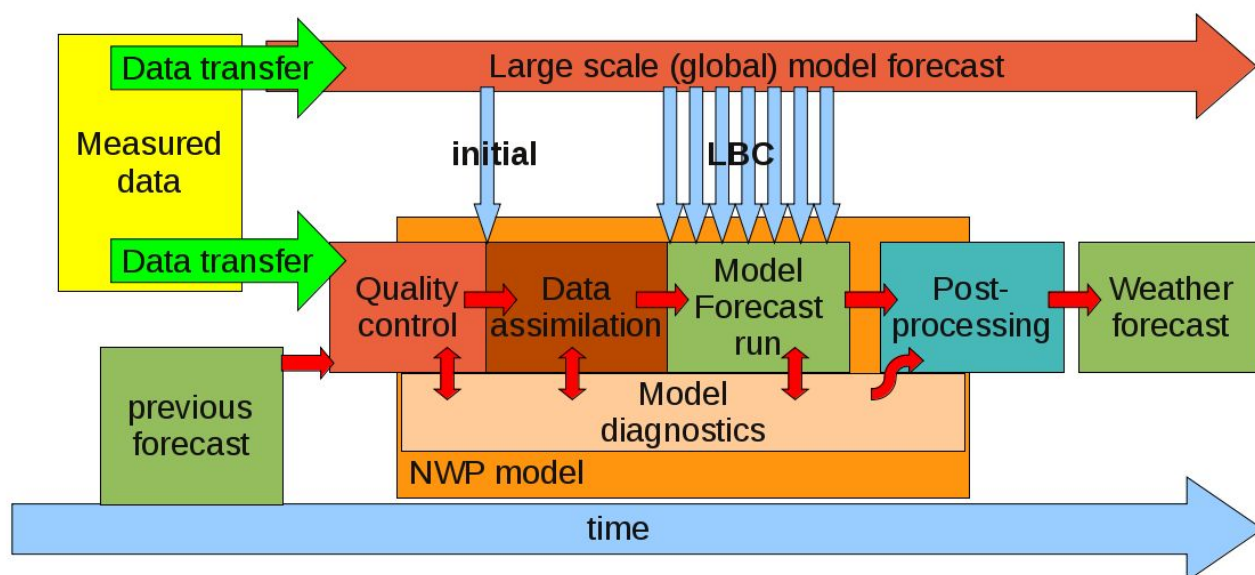 Data transfer
Large scale (global) model forecast
Measured
data
initial
LBC
Data transfer
Quality
control
Data
assimilation
Model
Forecast
run
Post-
processing
Weather
forecast
previous
forecast
Model
diagnostics
NWP model
time